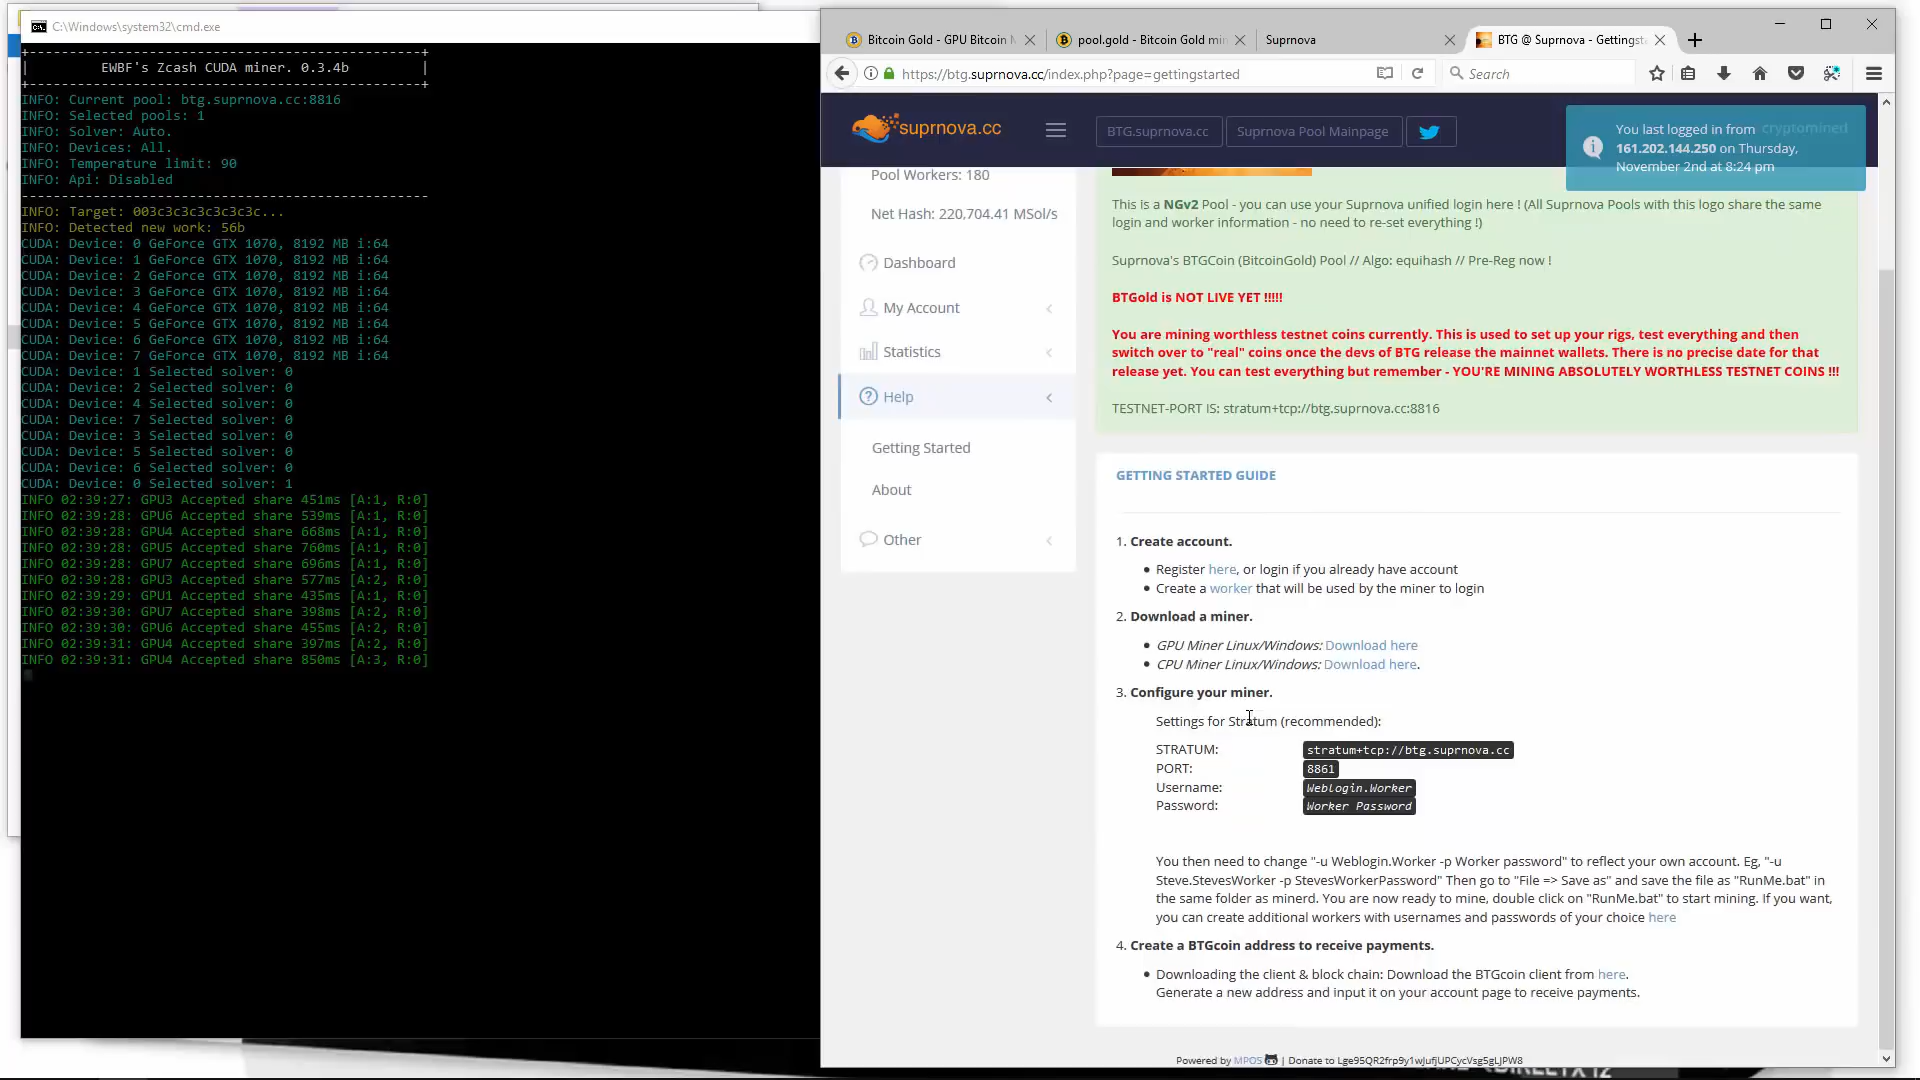 C:\Windows\system32\cmd.exe
+-------------------------------------------------+
|         EWBF's Zcash CUDA miner. 0.3.4b         |
+-------------------------------------------------+
INFO: Current pool: btg.suprnova.cc:8816
INFO: Selected pools: 1
INFO: Solver: Auto.
INFO: Devices: All.
INFO: Temperature limit: 90
INFO: Api: Disabled
---------------------------------------------------
INFO: Target: 003c3c3c3c3c3c3c...
INFO: Detected new work: 56b
CUDA: Device: 0 GeForce GTX 1070, 8192 MB i:64
CUDA: Device: 1 GeForce GTX 1070, 8192 MB i:64
CUDA: Device: 2 GeForce GTX 1070, 8192 MB i:64
CUDA: Device: 3 GeForce GTX 1070, 8192 MB i:64
CUDA: Device: 4 GeForce GTX 1070, 8192 MB i:64
CUDA: Device: 5 GeForce GTX 1070, 8192 MB i:64
CUDA: Device: 6 GeForce GTX 1070, 8192 MB i:64
CUDA: Device: 7 GeForce GTX 1070, 8192 MB i:64
CUDA: Device: 1 Selected solver: 0
CUDA: Device: 2 Selected solver: 0
CUDA: Device: 4 Selected solver: 0
CUDA: Device: 7 Selected solver: 0
CUDA: Device: 3 Selected solver: 0
CUDA: Device: 5 Selected solver: 0
CUDA: Device: 6 Selected solver: 0
CUDA: Device: 0 Selected solver: 1
INFO 02:39:27: GPU3 Accepted share 451ms [A:1, R:0]
INFO 02:39:28: GPU6 Accepted share 539ms [A:1, R:0]
INFO 02:39:28: GPU4 Accepted share 668ms [A:1, R:0]
INFO 02:39:28: GPU5 Accepted share 760ms [A:1, R:0]
INFO 02:39:28: GPU7 Accepted share 696ms [A:1, R:0]
INFO 02:39:28: GPU3 Accepted share 577ms [A:2, R:0]
INFO 02:39:29: GPU1 Accepted share 435ms [A:1, R:0]
INFO 02:39:30: GPU7 Accepted share 398ms [A:2, R:0]
INFO 02:39:30: GPU6 Accepted share 455ms [A:2, R:0]
INFO 02:39:31: GPU4 Accepted share 397ms [A:2, R:0]
INFO 02:39:31: GPU4 Accepted share 850ms [A:3, R:0]
Bitcoin Gold - GPU Bitcoin
pool.gold - Bitcoin Gold min
Suprnova
BTG @ Suprnova - Gettingst
https://btg.suprnova.cc/index.php?page=gettingstarted
Search
suprnova.cc
BTG.suprnova.cc
Suprnova Pool Mainpage
cryptomined
You last logged in from
161.202.144.250 on Thursday,
November 2nd at 8:24 pm
Pool Workers: 180
Net Hash: 220,704.41 MSol/s
Dashboard
My Account
Statistics
Help
Getting Started
About
Other
This is a NGv2 Pool - you can use your Suprnova unified login here ! (All Suprnova Pools with this logo share the same
login and worker information - no need to re-set everything !)
Suprnova's BTGCoin (BitcoinGold) Pool // Algo: equihash // Pre-Reg now !
BTGold is NOT LIVE YET !!!!!
You are mining worthless testnet coins currently. This is used to set up your rigs, test everything and then
switch over to "real" coins once the devs of BTG release the mainnet wallets. There is no precise date for that
release yet. You can test everything but remember - YOU'RE MINING ABSOLUTELY WORTHLESS TESTNET COINS !!!
TESTNET-PORT IS: stratum+tcp://btg.suprnova.cc:8816
GETTING STARTED GUIDE
1. Create account.
• Register here, or login if you already have account
• Create a worker that will be used by the miner to login
2. Download a miner.
• GPU Miner Linux/Windows: Download here
• CPU Miner Linux/Windows: Download here.
3. Configure your miner.
Settings for Stratum (recommended):
STRATUM: stratum+tcp://btg.suprnova.cc
PORT: 8861
Username: Weblogin.Worker
Password: Worker Password
You then need to change "-u Weblogin.Worker -p Worker password" to reflect your own account. Eg, "-u
Steve.StevesWorker -p StevesWorkerPassword" Then go to "File => Save as" and save the file as "RunMe.bat" in
the same folder as minerd. You are now ready to mine, double click on "RunMe.bat" to start mining. If you want,
you can create additional workers with usernames and passwords of your choice here
4. Create a BTGcoin address to receive payments.
• Downloading the client & block chain: Download the BTGcoin client from here.
Generate a new address and input it on your account page to receive payments.
Powered by MPOS | Donate to Lge95QR2frp9y1wJufjUPCycVsg5gLJPW8